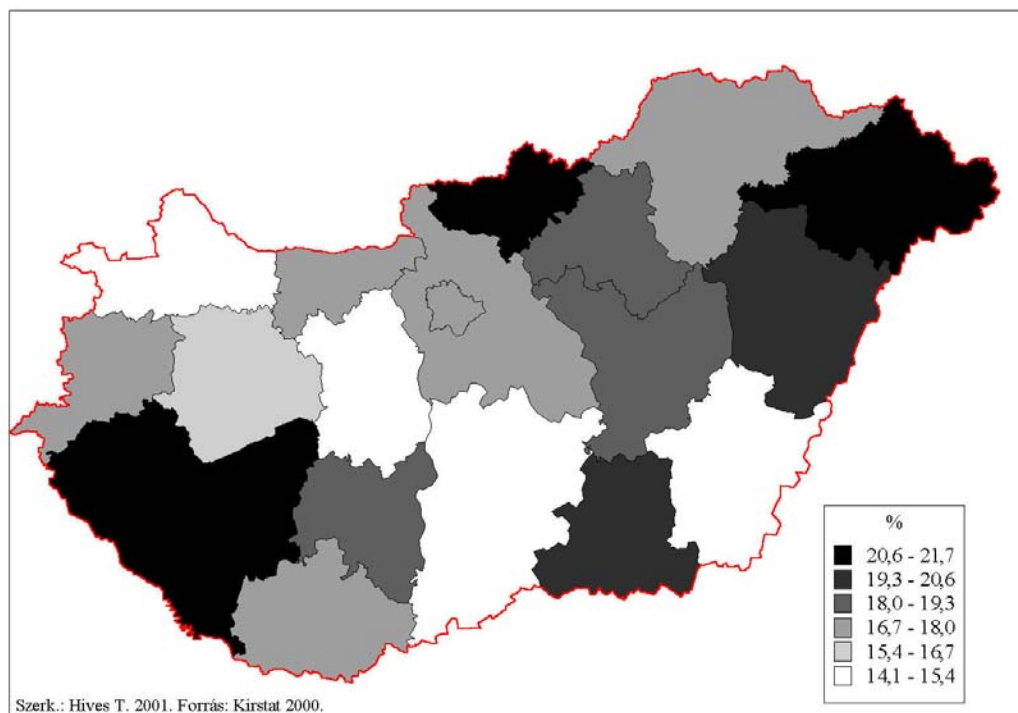 %
20,6 - 21,7
19,3 - 20,6
18,0 - 19,3
16,7 - 18,0
15,4 - 16,7
14,1 - 15,4
Szerk.: Híves T. 2001. Forrás: Kirstat 2000.